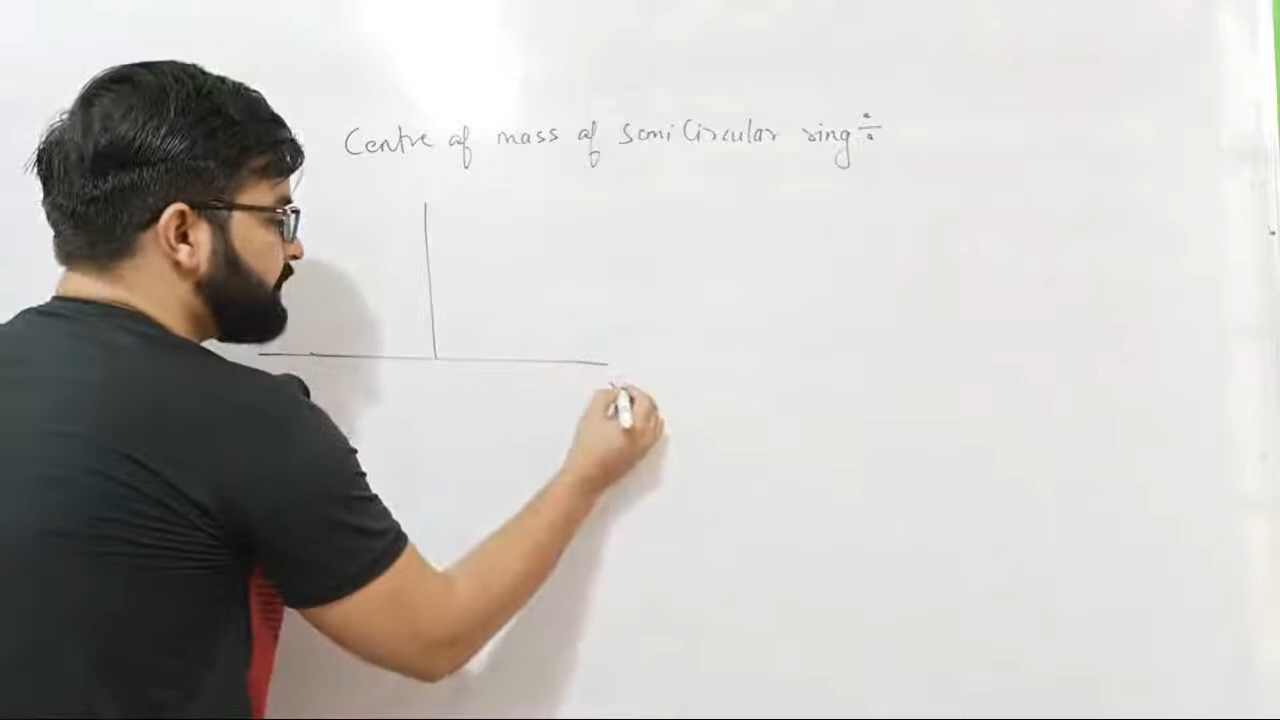 Centre of mass of Semi Circular ring ÷